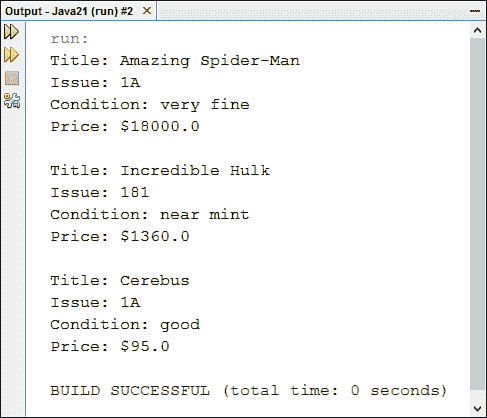 Output - Java21 (run) #2
run:
Title: Amazing Spider-Man
Issue: 1A
Condition: very fine
Price: $18000.0
Title: Incredible Hulk
Issue: 181
Condition: near mint
Price: $1360.0
Title: Cerebus
Issue: 1A
Condition: good
Price: $95.0
BUILD SUCCESSFUL (total time: 0 seconds)